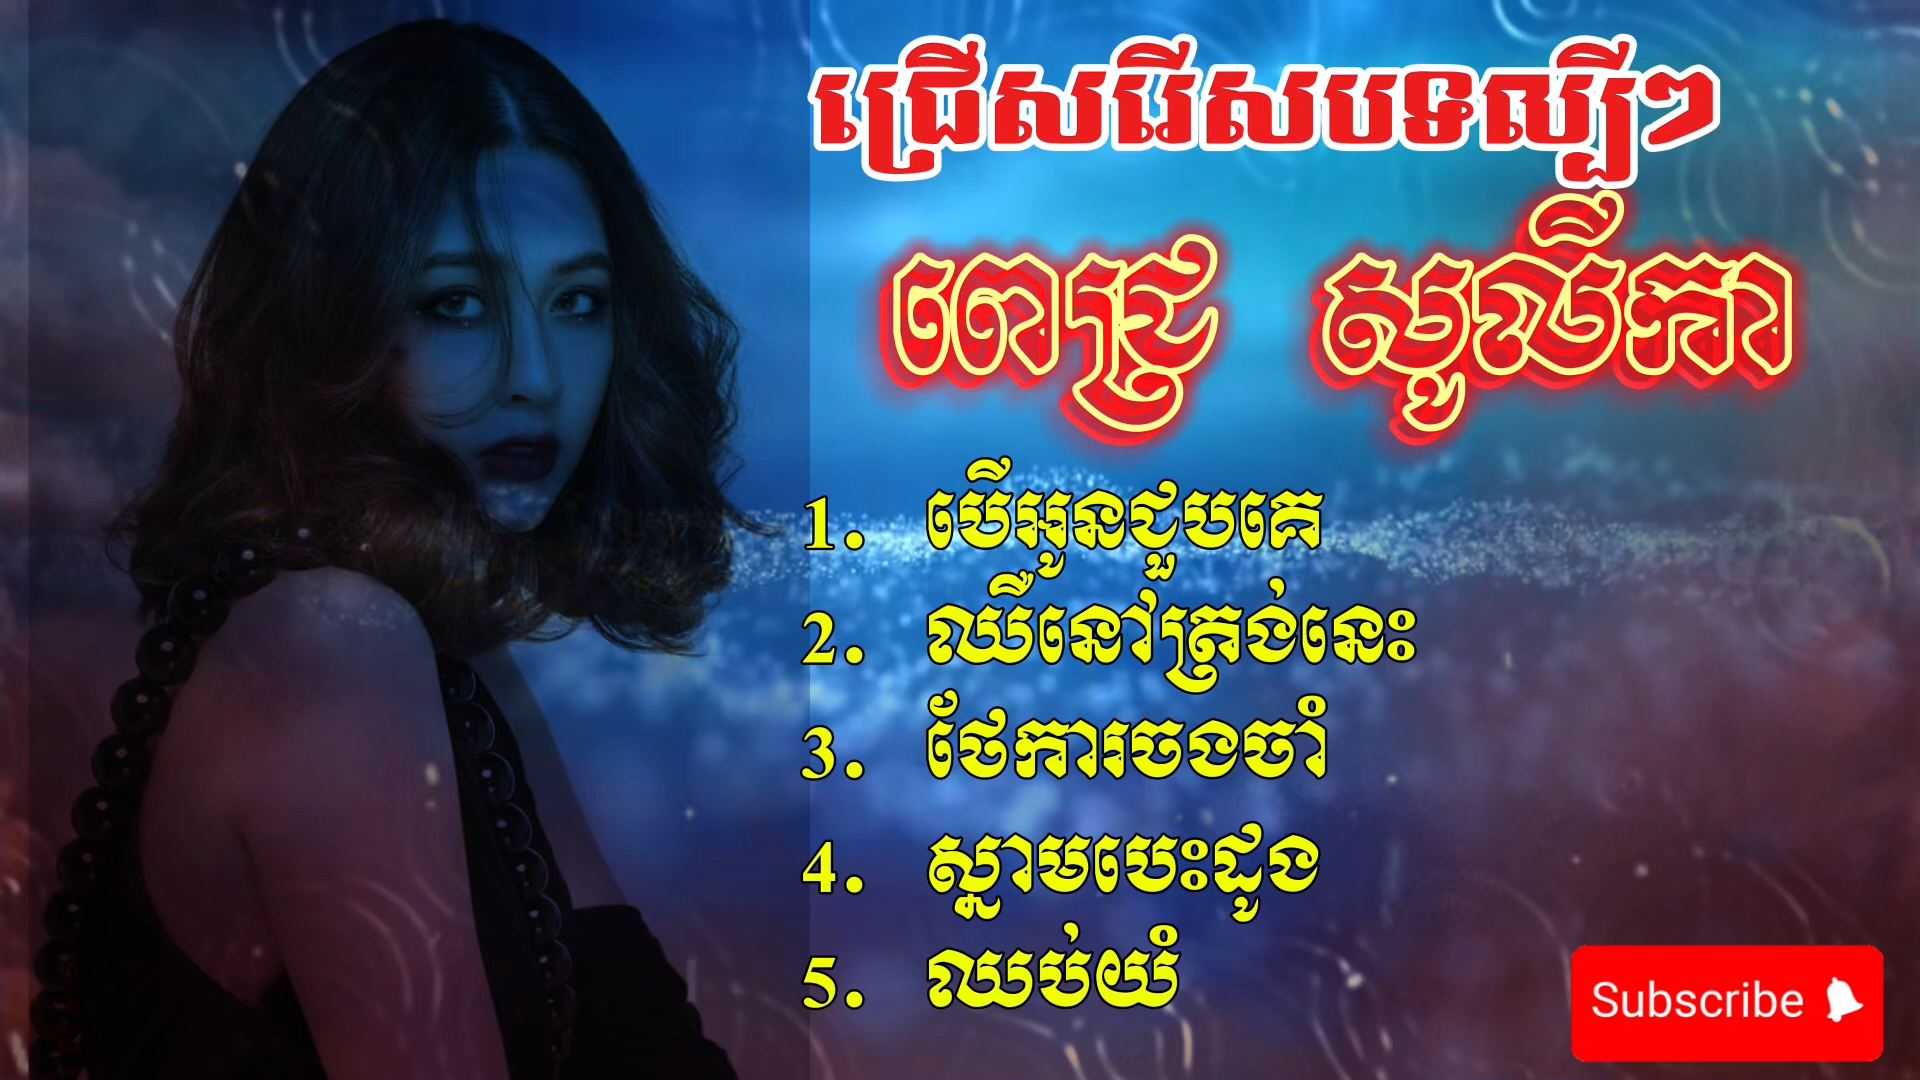 ជ្រើសរើសបទល្បីៗ
ពេជ្រ សូលីកា
1. បើអូនជួបគេ
2. ឈឺនៅត្រង់នេះ
3. ថែការចងចាំ
4. ស្នាមបេះដូង
5. ឈប់យំ
Subscribe